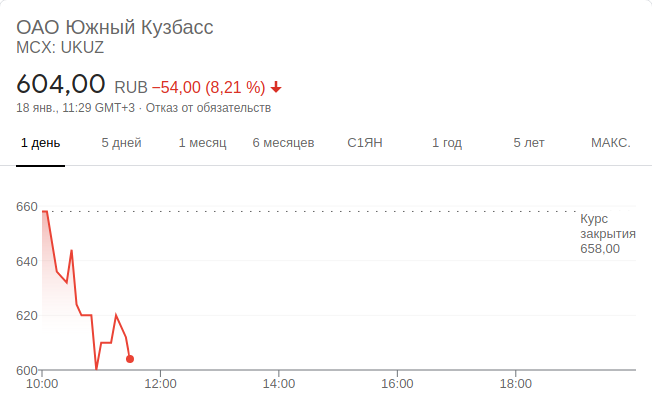 ОАО Южный Кузбасс
MCX: UKUZ
604,00 RUB −54,00 (8,21 %)
18 янв., 11:29 GMT+3 · Отказ от обязательств
1 день 5 дней 1 месяц 6 месяцев С1ЯН 1 год 5 лет МАКС.
660
Курс
закрытия
658,00
640
620
600
10:00 12:00 14:00 16:00 18:00